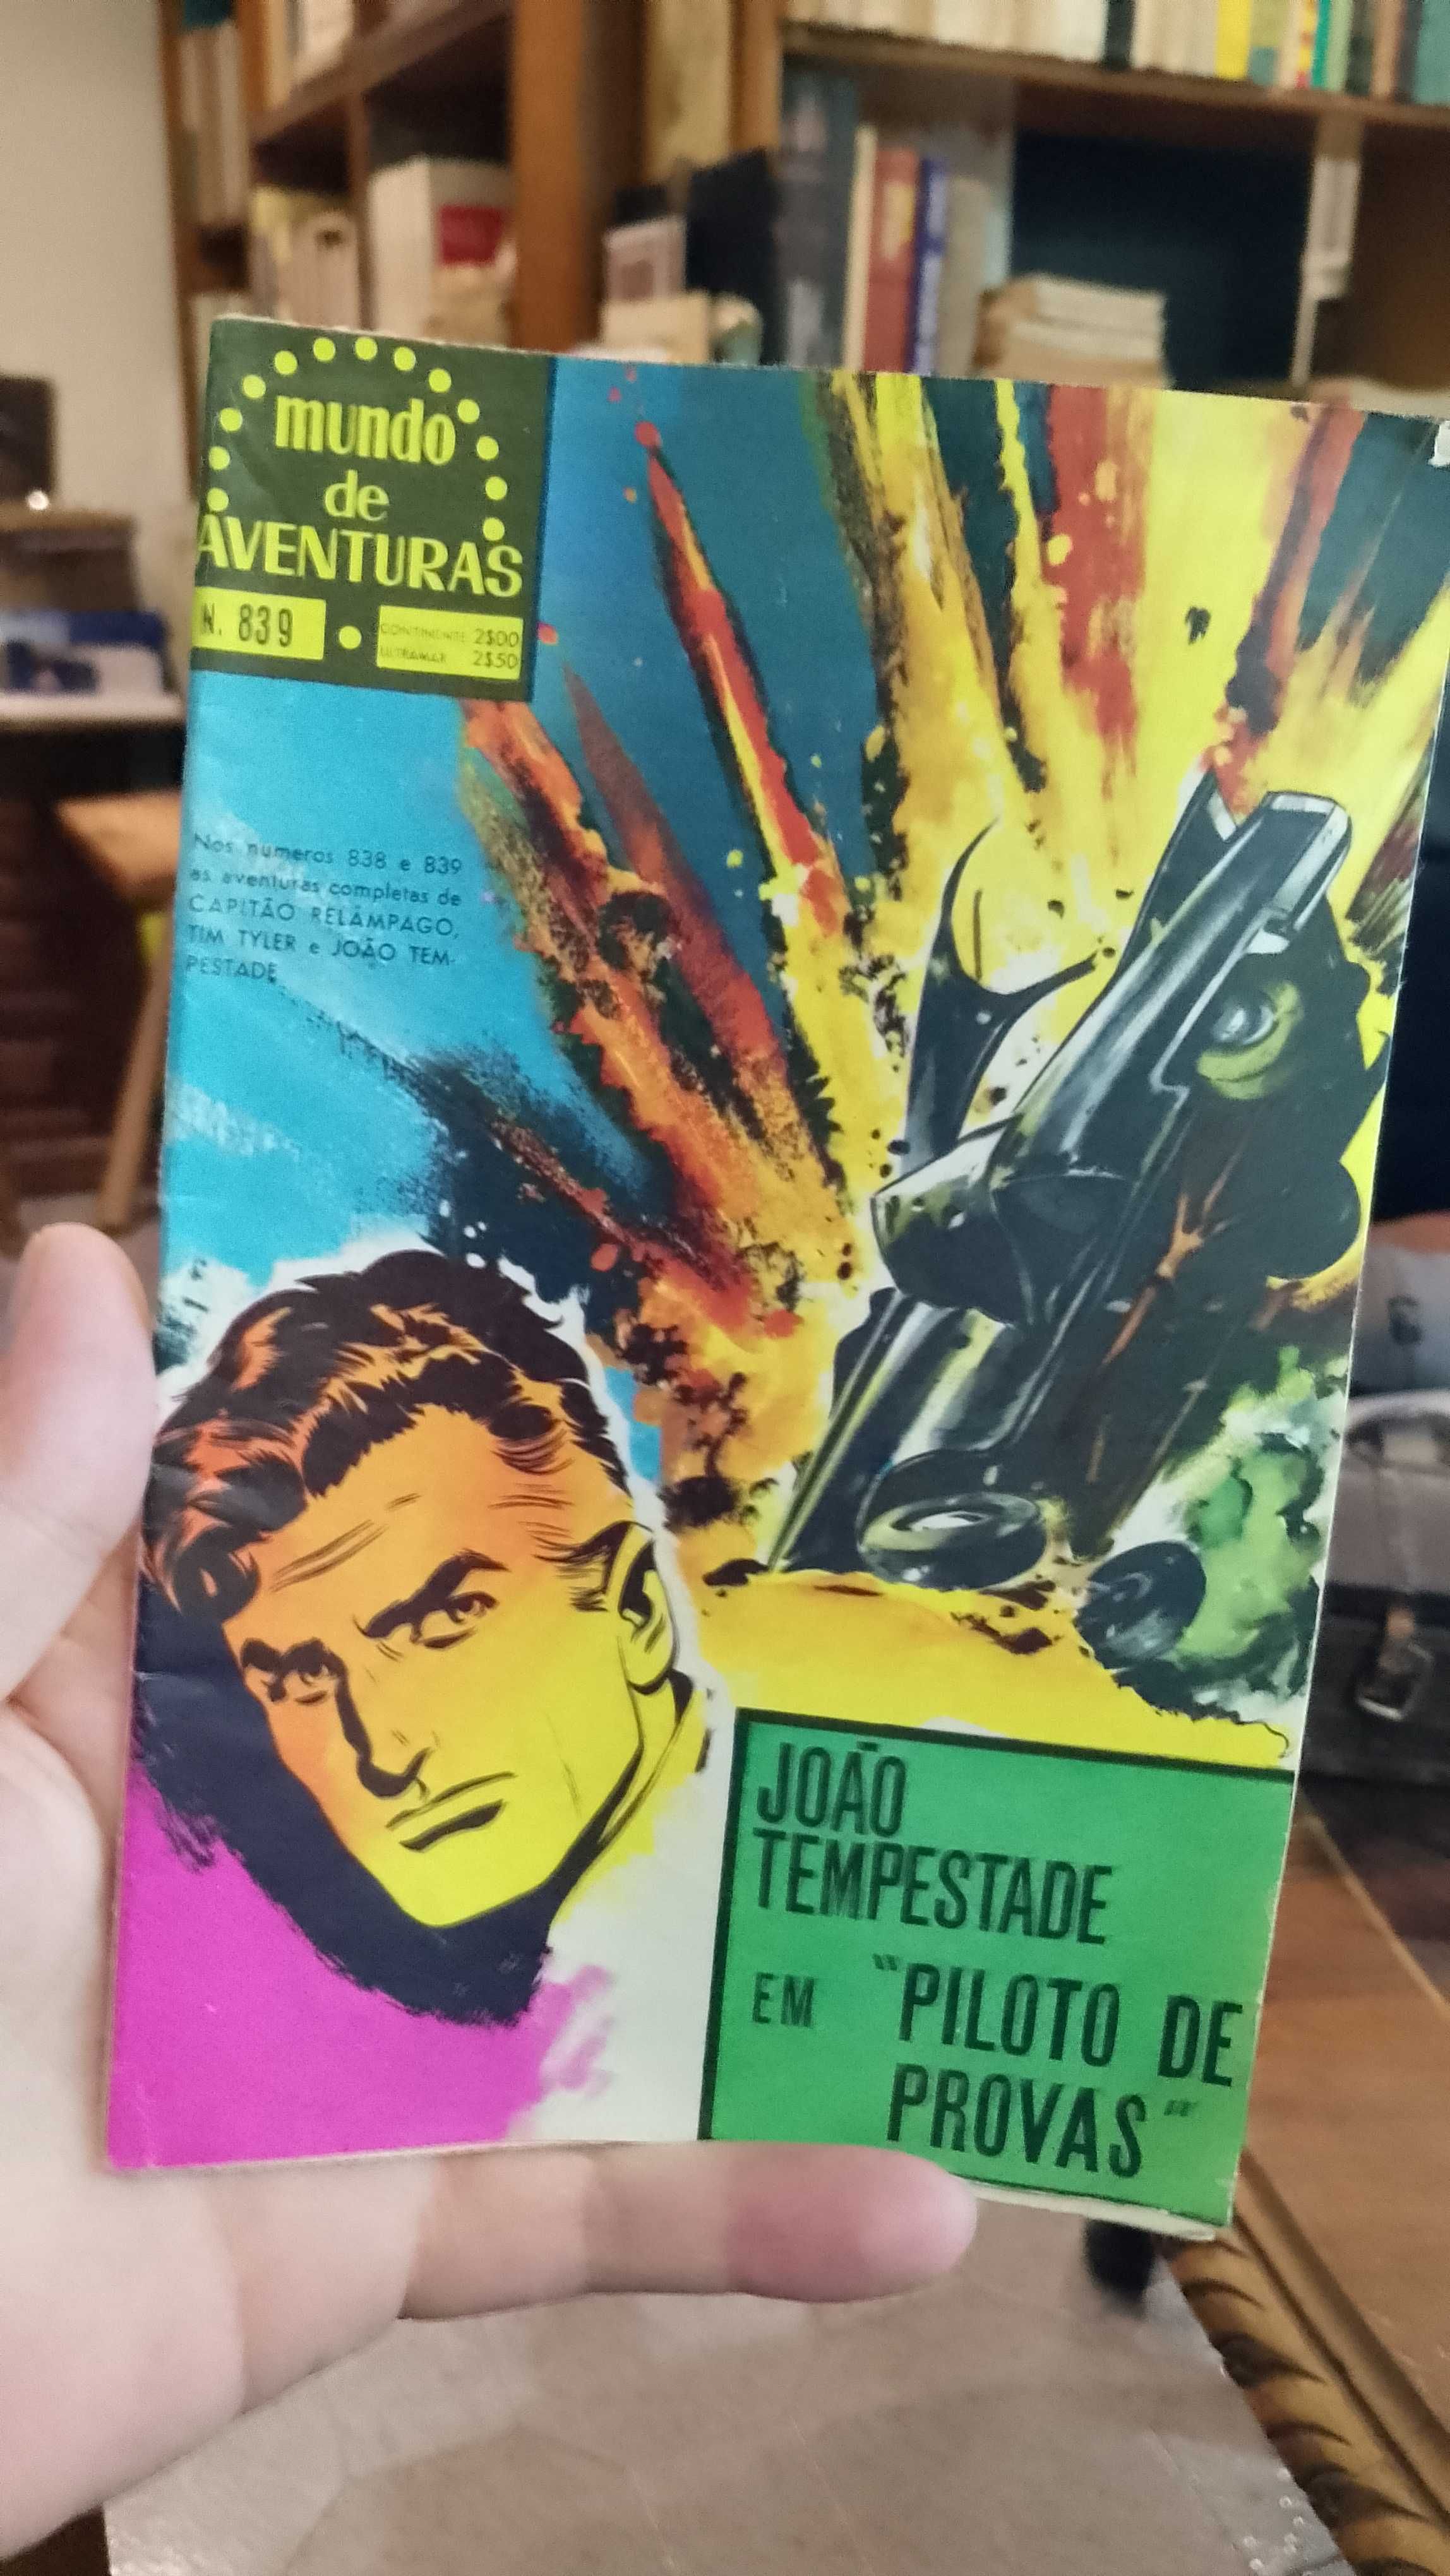 mundo
de
AVENTURAS
N. 839
CONTINENTE 2$00
ULTRAMAR 2$50
Nos números 838 e 839
as aventuras completas de
CAPITÃO RELÂMPAGO,
TIM TYLER e JOÃO TEM-
PESTADE
JOÃO
TEMPESTADE
EM "PILOTO DE
PROVAS"